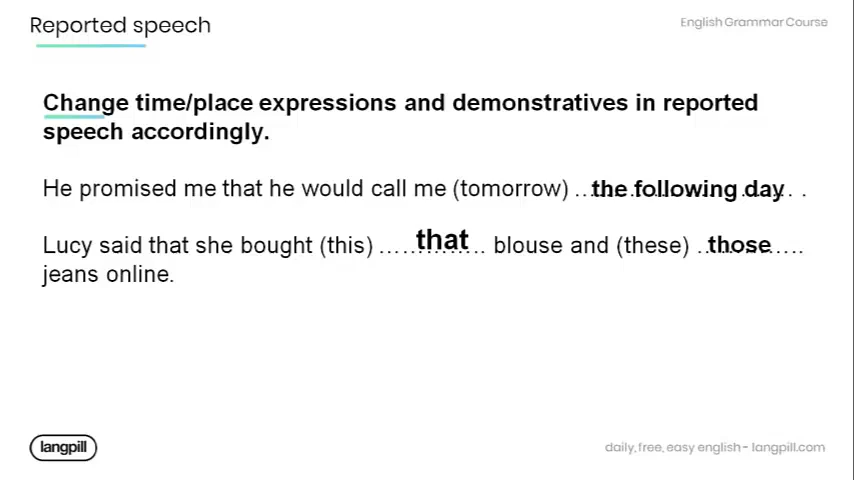 Reported speech
English Grammar Course
Change time/place expressions and demonstratives in reported
speech accordingly.
He promised me that he would call me (tomorrow) ...the following day. .
Lucy said that she bought (this) ....that.... blouse and (these) ..those....
jeans online.
langpill
daily, free, easy english - langpill.com